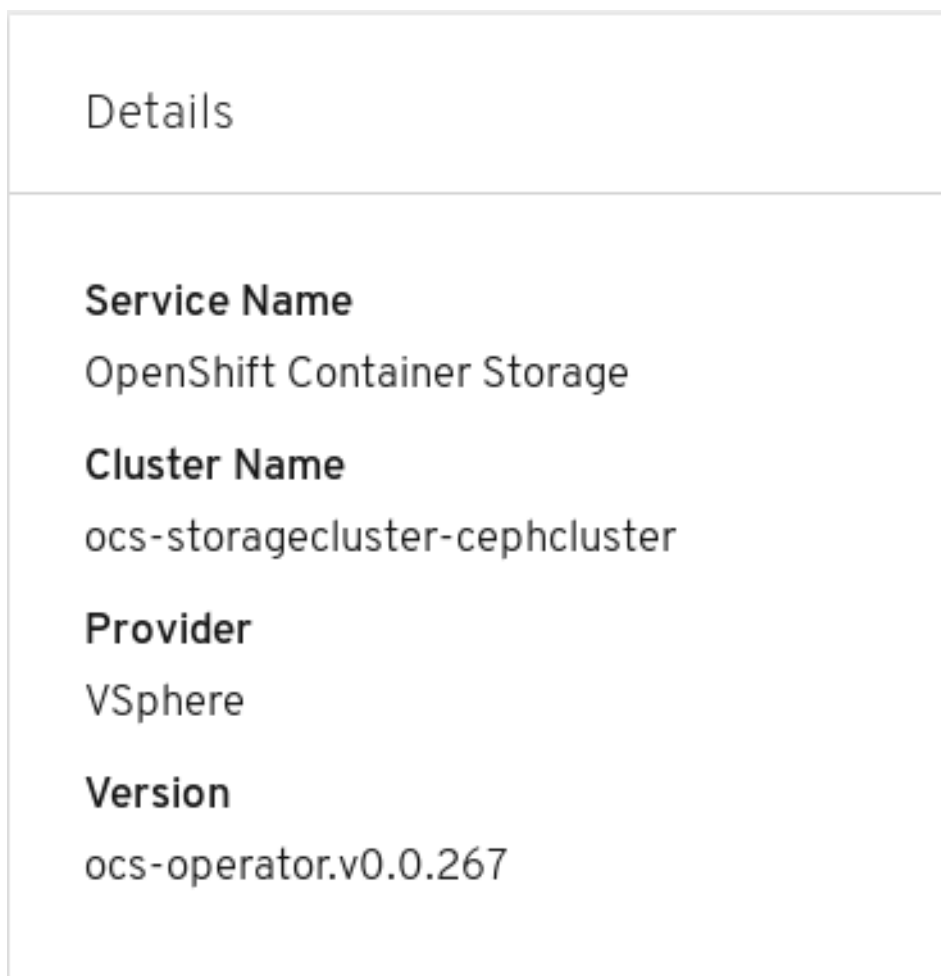 Details
Service Name
OpenShift Container Storage
Cluster Name
ocs-storagecluster-cephcluster
Provider
VSphere
Version
ocs-operator.v0.0.267